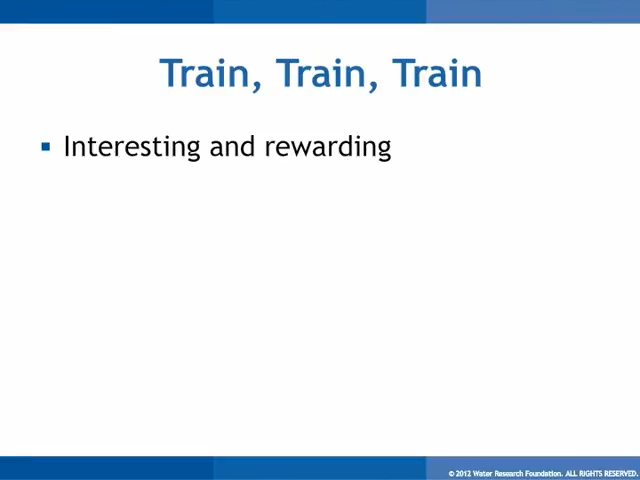 Train, Train, Train
Interesting and rewarding
© 2012 Water Research Foundation. ALL RIGHTS RESERVED.